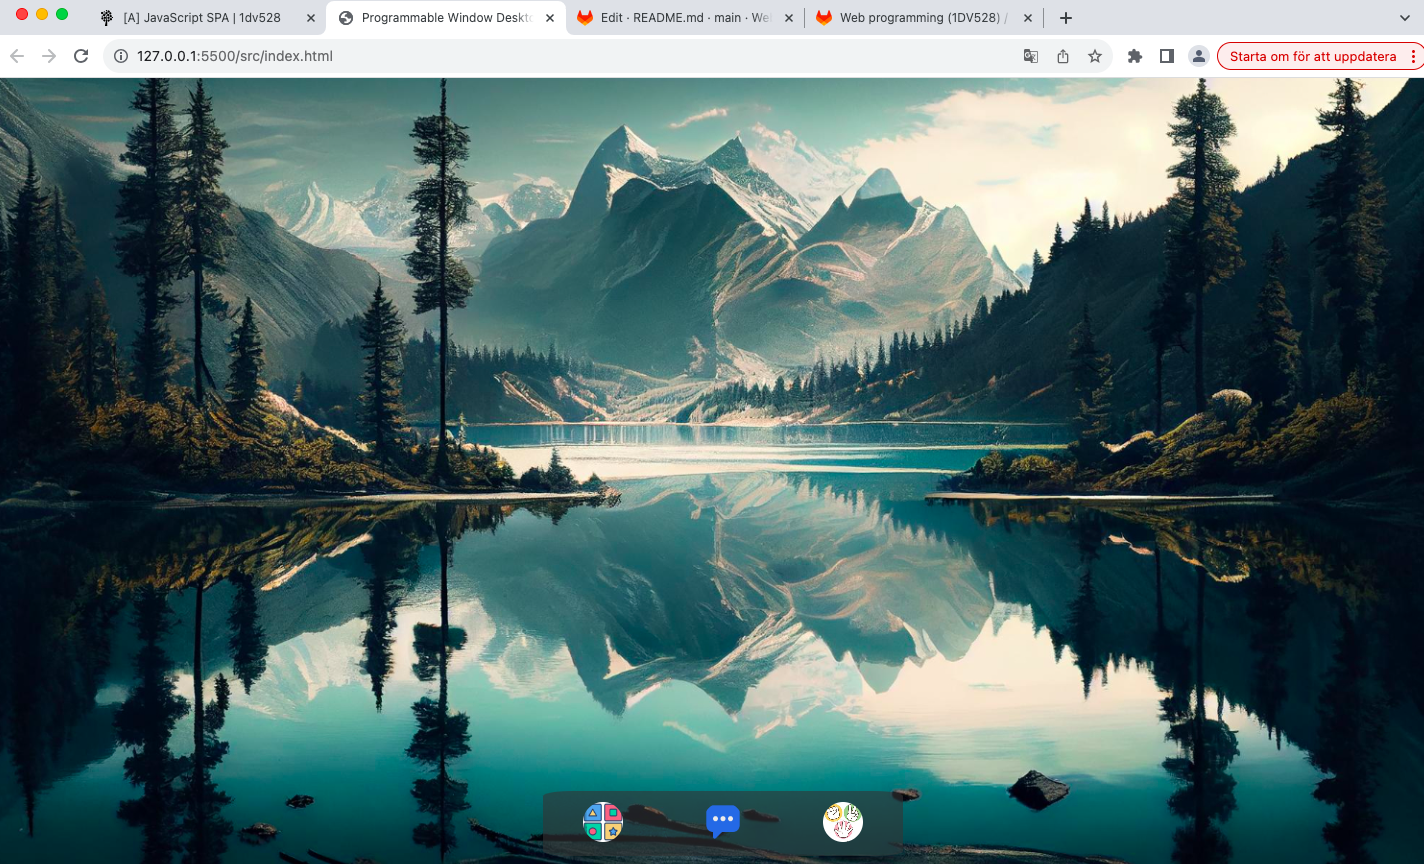 [A] JavaScript SPA | 1dv528
Programmable Window Deskto
Edit · README.md · main · We
Web programming (1DV528) /
127.0.0.1:5500/src/index.html
Starta om för att uppdatera